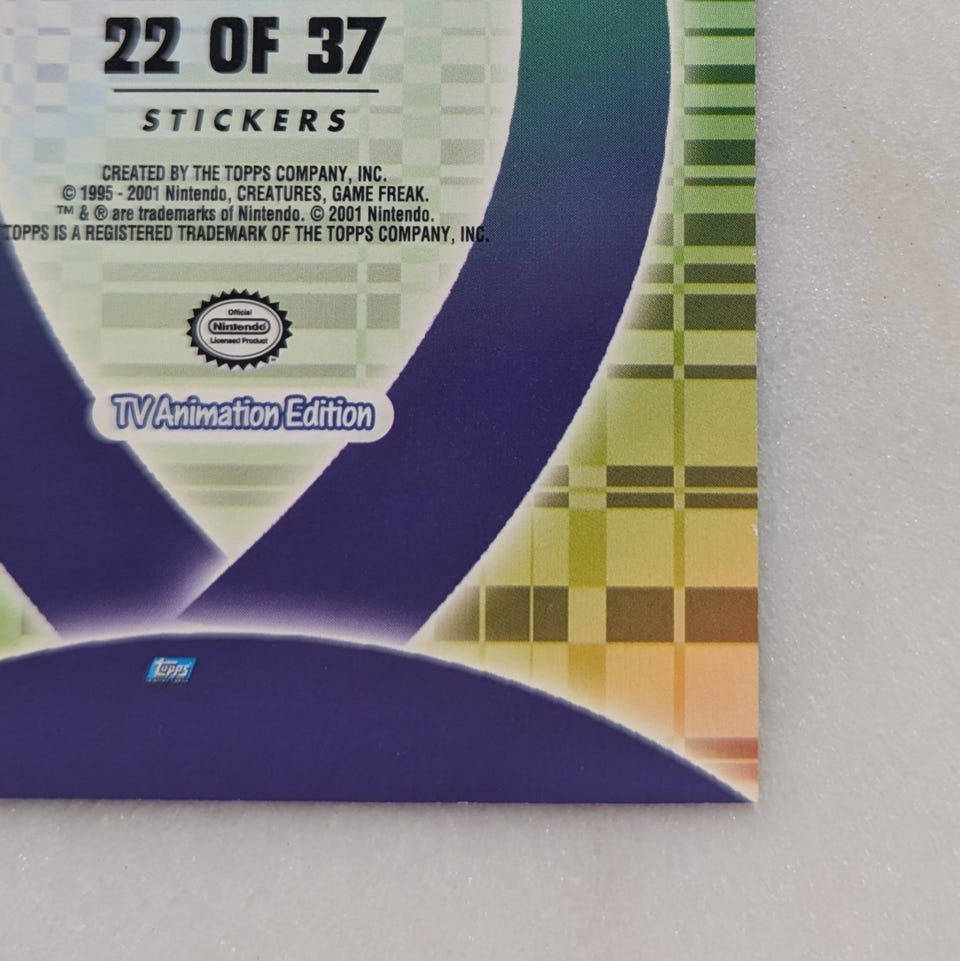 22 OF 37
STICKERS
CREATED BY THE TOPPS COMPANY, INC.
© 1995 - 2001 Nintendo, CREATURES, GAME FREAK.
™ & ® are trademarks of Nintendo. © 2001 Nintendo.
TOPPS IS A REGISTERED TRADEMARK OF THE TOPPS COMPANY, INC.
Official
Nintendo
Licensed Product
TV Animation Edition
topps